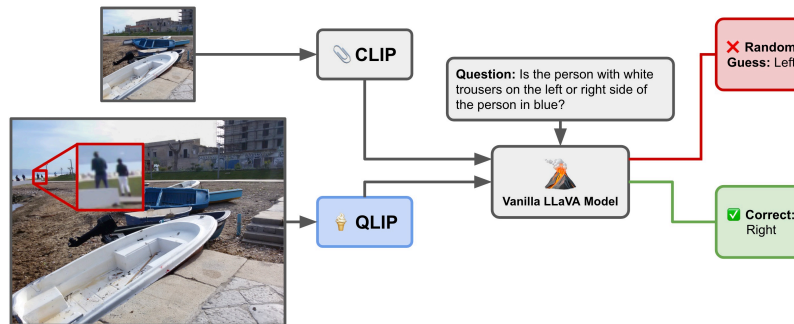 CLIP
Question: Is the person with white
trousers on the left or right side of
the person in blue?
Random
Guess: Left
Vanilla LLaVA Model
QLIP
Correct:
Right